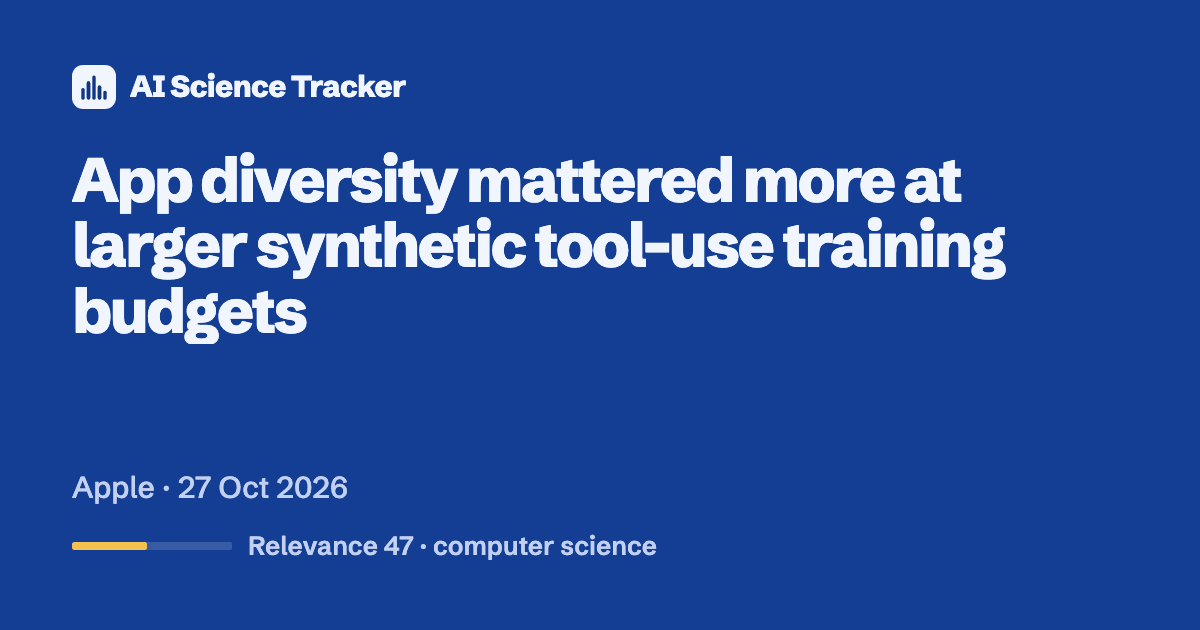 AI Science Tracker
App diversity mattered more at
larger synthetic tool-use training
budgets
Apple · 27 Oct 2026
Relevance 47 · computer science